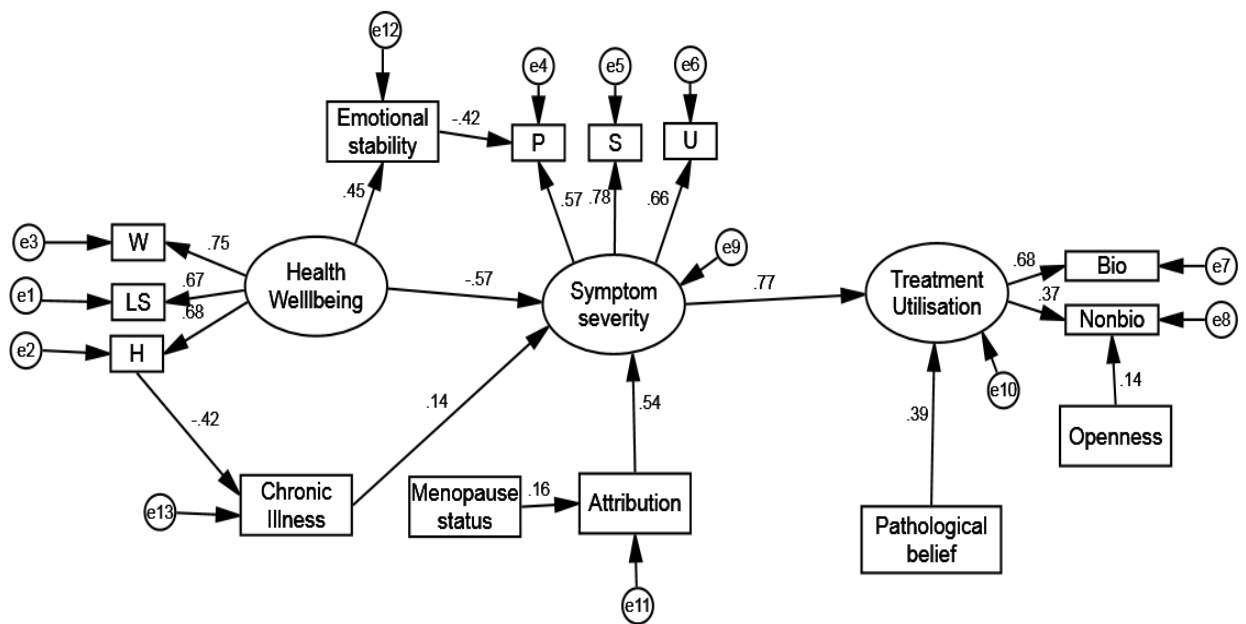 e12
e4
e5
e6
Emotional
stability
-.42
P
S
U
.45
.57
.78
.66
e3
W
.75
e9
e1
LS
.67
Health
Welllbeing
-.57
Symptom
severity
.77
Treatment
Utilisation
.68
Bio
e7
e2
H
.68
.37
Nonbio
e8
-.42
.14
.54
.39
e10
.14
Openness
e13
Chronic
Illness
Menopause
status
.16
Attribution
Pathological
belief
e11